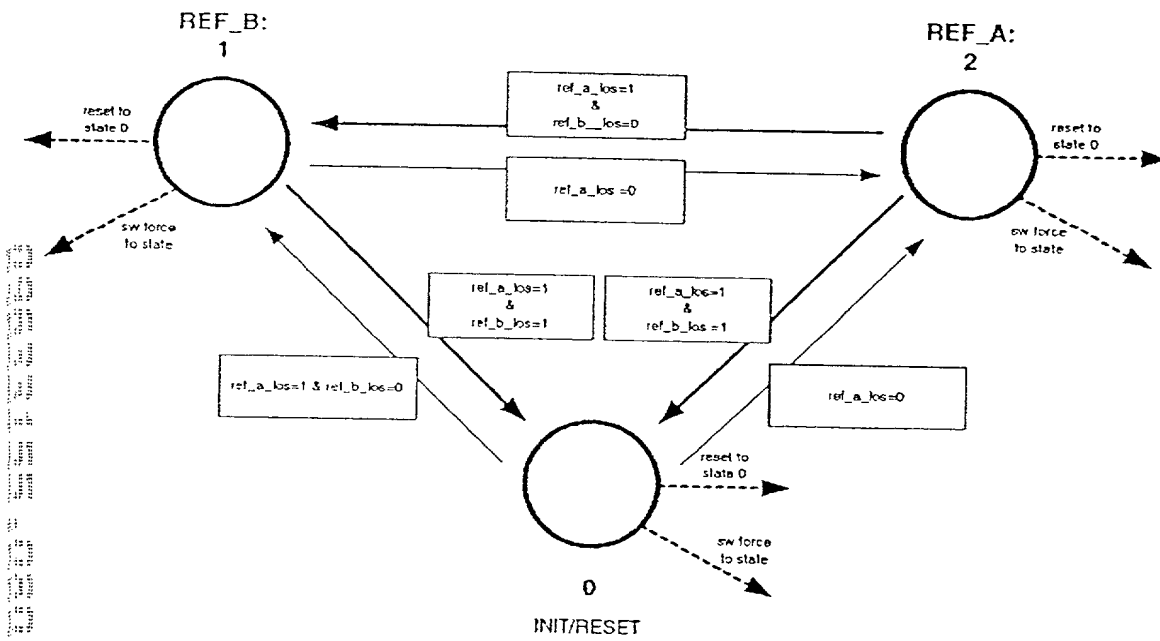 REF_B:
1
REF_A:
2
ref_a_los=1
&
ref_b__los=0
reset to
state 0
reset to
state 0
ref_a_los =0
sw force
to state
sw force
to state
ref_a_los=1
&
ref_b_los=1
ref_a_los=1
&
ref_b_los =1
ref_a_los=1 & ref_b_los=0
ref_a_los=0
reset to
state 0
sw force
to state
0
INIT/RESET